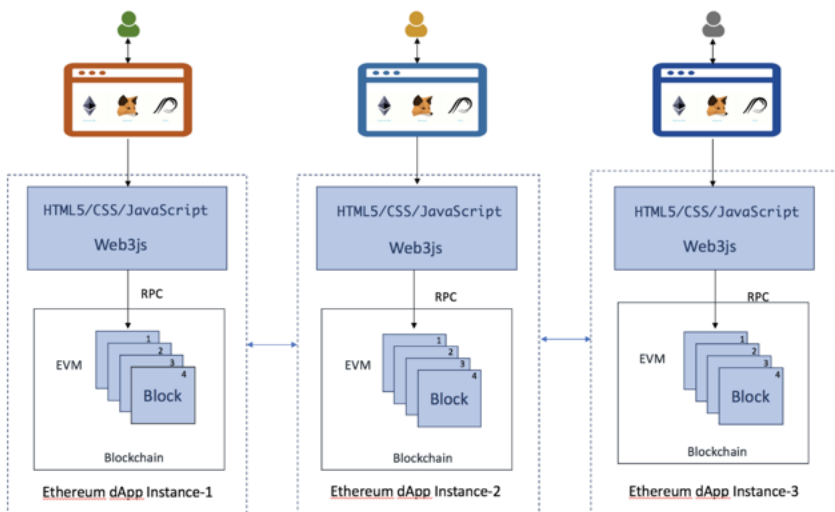 HTML5/CSS/JavaScript
Web3js
RPC
EVM
1
2
3
4
Block
Blockchain
Ethereum dApp Instance-1
HTML5/CSS/JavaScript
Web3js
RPC
EVM
1
2
3
4
Block
Blockchain
Ethereum dApp Instance-2
HTML5/CSS/JavaScript
Web3js
RPC
EVM
1
2
3
4
Block
Blockchain
Ethereum dApp Instance-3